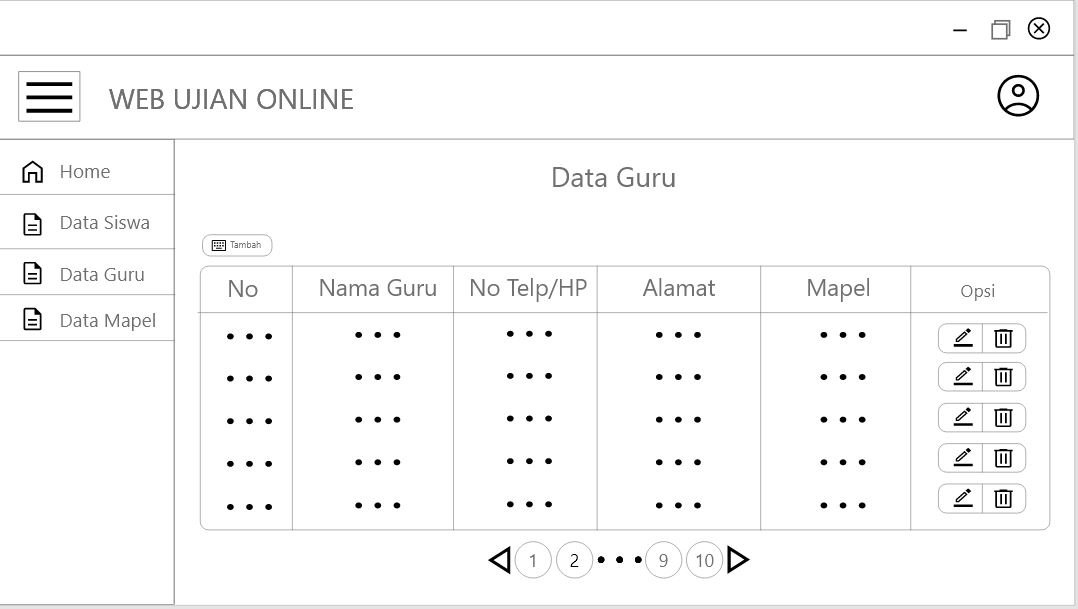 WEB UJIAN ONLINE
Home
Data Siswa
Data Guru
Data Mapel
Data Guru
Tambah
No Nama Guru No Telp/HP Alamat Mapel Opsi
1 2 9 10